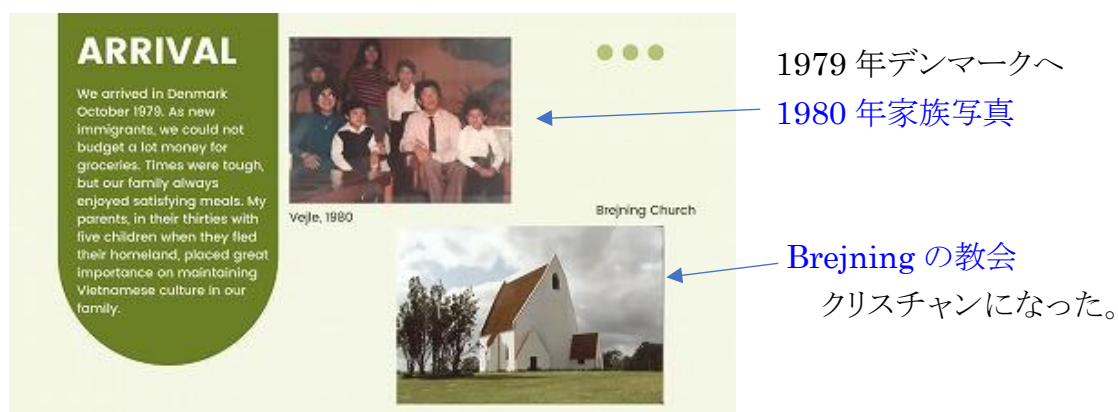 ARRIVAL
We arrived in Denmark
October 1979. As new
immigrants, we could not
budget a lot money for
groceries. Times were tough,
but our family always
enjoyed satisfying meals. My
parents, in their thirties with
five children when they fled
their homeland, placed great
importance on maintaining
Vietnamese culture in our
family.
Vejle, 1980
Brejning Church
1979 年デンマークへ
1980 年家族写真
Brejning の教会
クリスチャンになった。